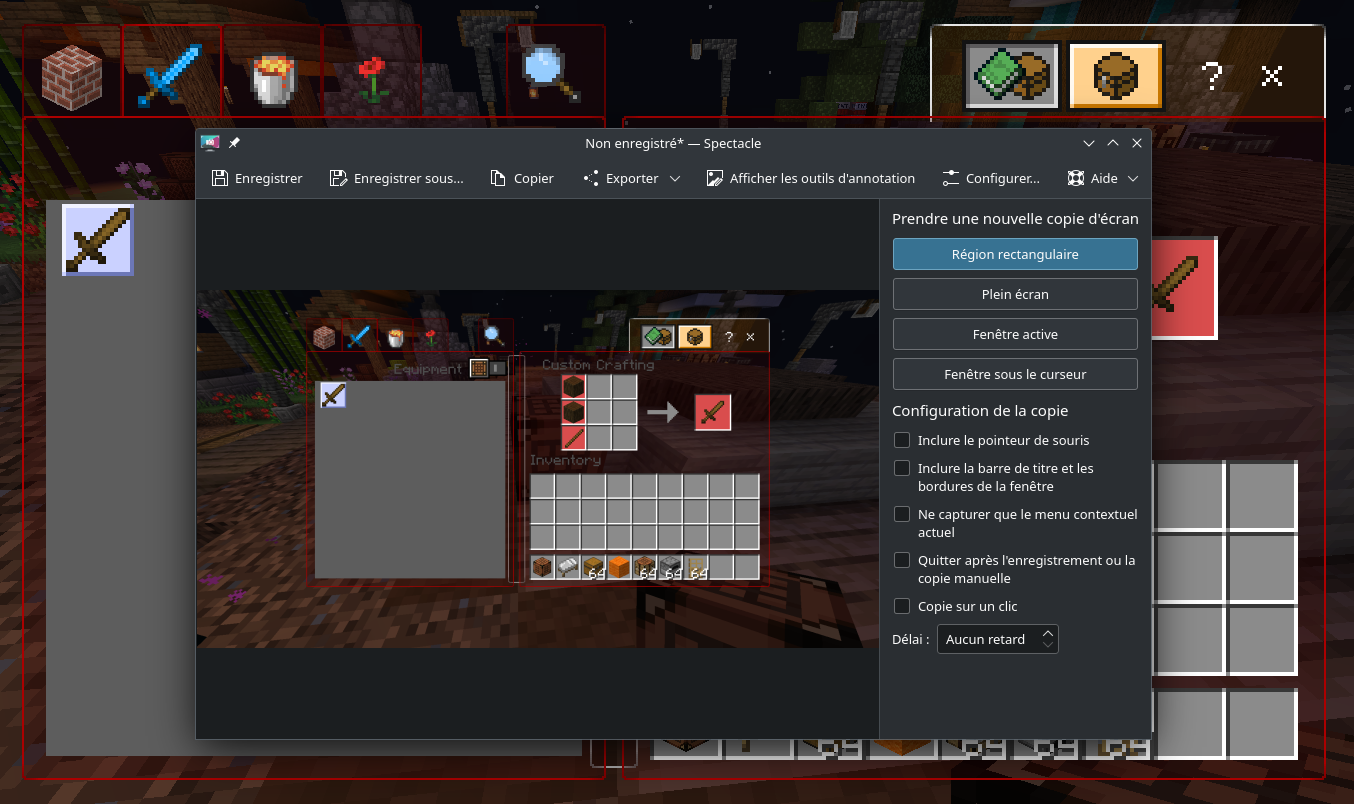 ?
Non enregistré* — Spectacle
Enregistrer
Enregistrer sous...
Copier
Exporter
Afficher les outils d'annotation
Configurer...
Aide
Prendre une nouvelle copie d'écran
Région rectangulaire
Plein écran
Fenêtre active
Fenêtre sous le curseur
Configuration de la copie
Inclure le pointeur de souris
Inclure la barre de titre et les
bordures de la fenêtre
Ne capturer que le menu contextuel
actuel
Quitter après l'enregistrement ou la
copie manuelle
Copie sur un clic
Délai :
Aucun retard
?
Equipment
Custom Crafting
Inventory
64
64
64
64